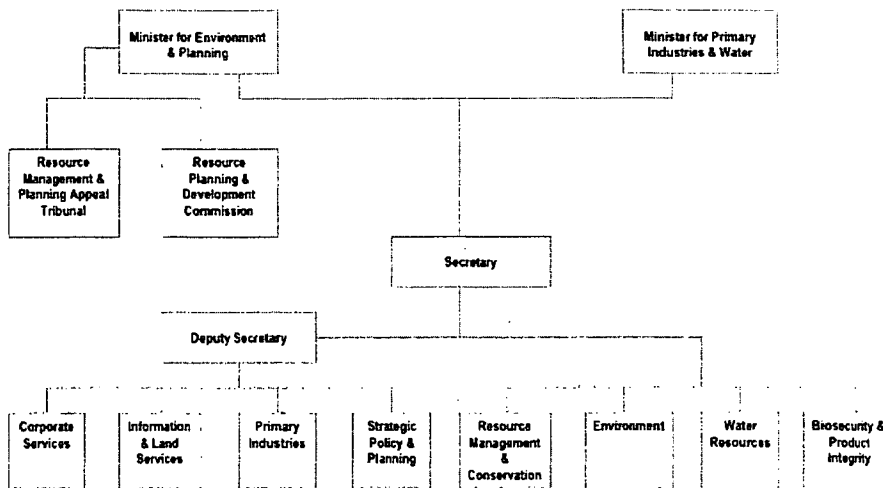 Minister for Environment
& Planning
Minister for Primary
Industries & Water
Resource
Management &
Planning Appeal
Tribunal
Resource
Planning &
Development
Commission
Secretary
Deputy Secretary
Corporate
Services
Information
& Land
Services
Primary
Industries
Strategic
Policy &
Planning
Resource
Management
&
Conservation
Environment
Water
Resources
Biosecurity &
Product
Integrity